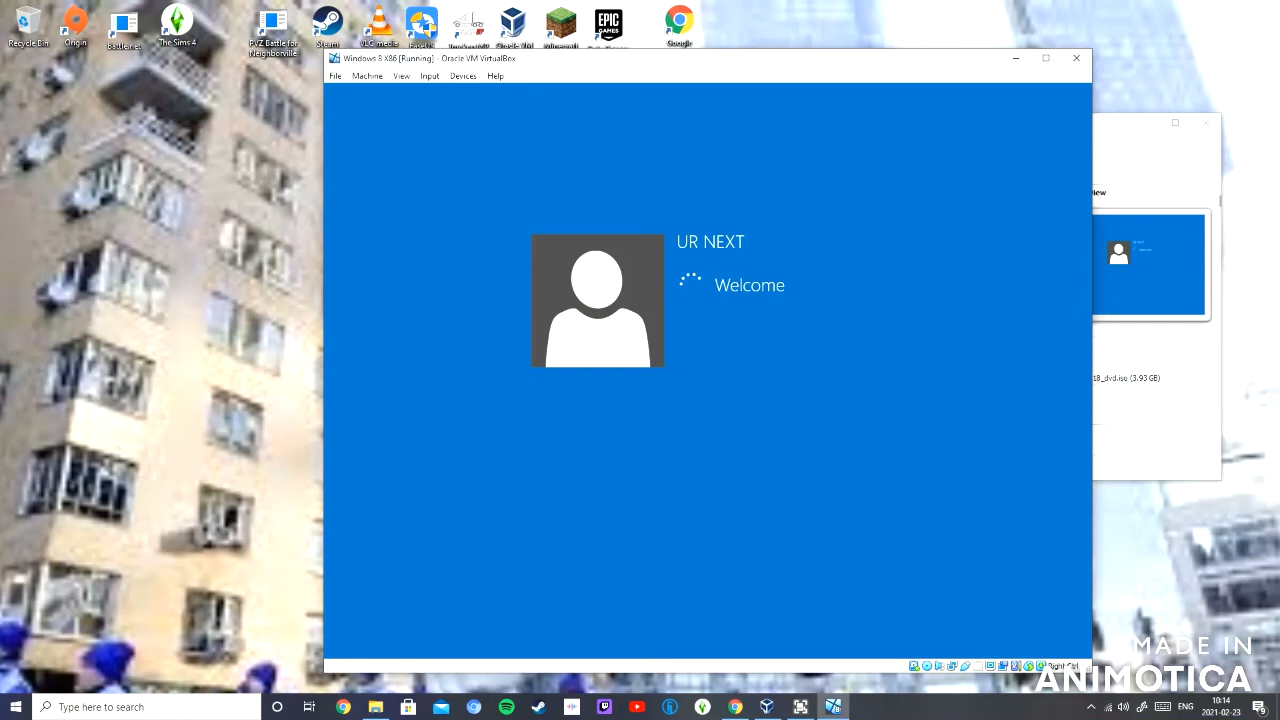 Recycle Bin
Origin
Battle.net
The Sims 4
PVZ Battle for
Neighborville
Steam
VLC media
Oracle VM
Minecraft
EPIC
GAMES
Google
Windows 8 X86 [Running] - Oracle VM VirtualBox
File Machine View Input Devices Help
UR NEXT
Welcome
18_dvd.iso (3.93 GB)
Right Ctrl
MADE IN
ANIMOTICA
Type here to search
ENG
10:14
2021-02-23